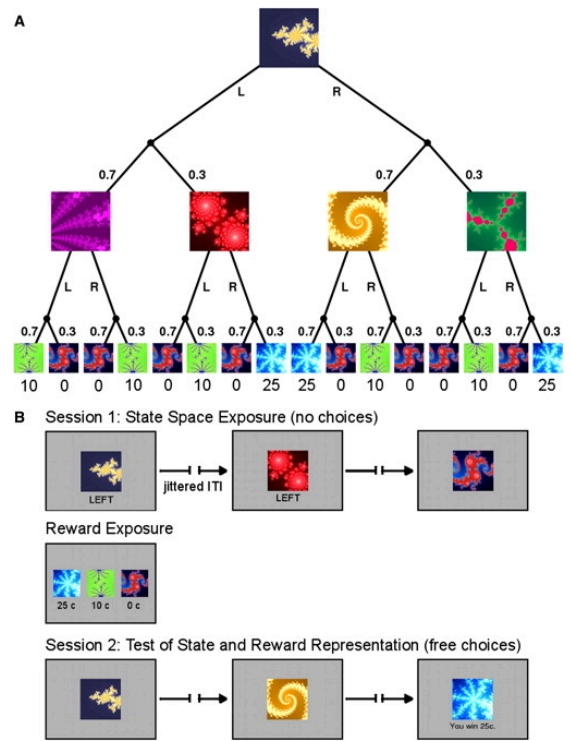 A
L R
0.7 0.3 0.7 0.3
L R L R L R L R
0.7 0.3 0.7 0.3 0.7 0.3 0.7 0.3 0.7 0.3 0.7 0.3 0.7 0.3 0.7 0.3
10 0 0 10 0 10 0 25 25 0 10 0 0 10 0 25
B Session 1: State Space Exposure (no choices)
jittered ITI
LEFT LEFT
Reward Exposure
25 c 10 c 0 c
Session 2: Test of State and Reward Representation (free choices)
You win 25c.